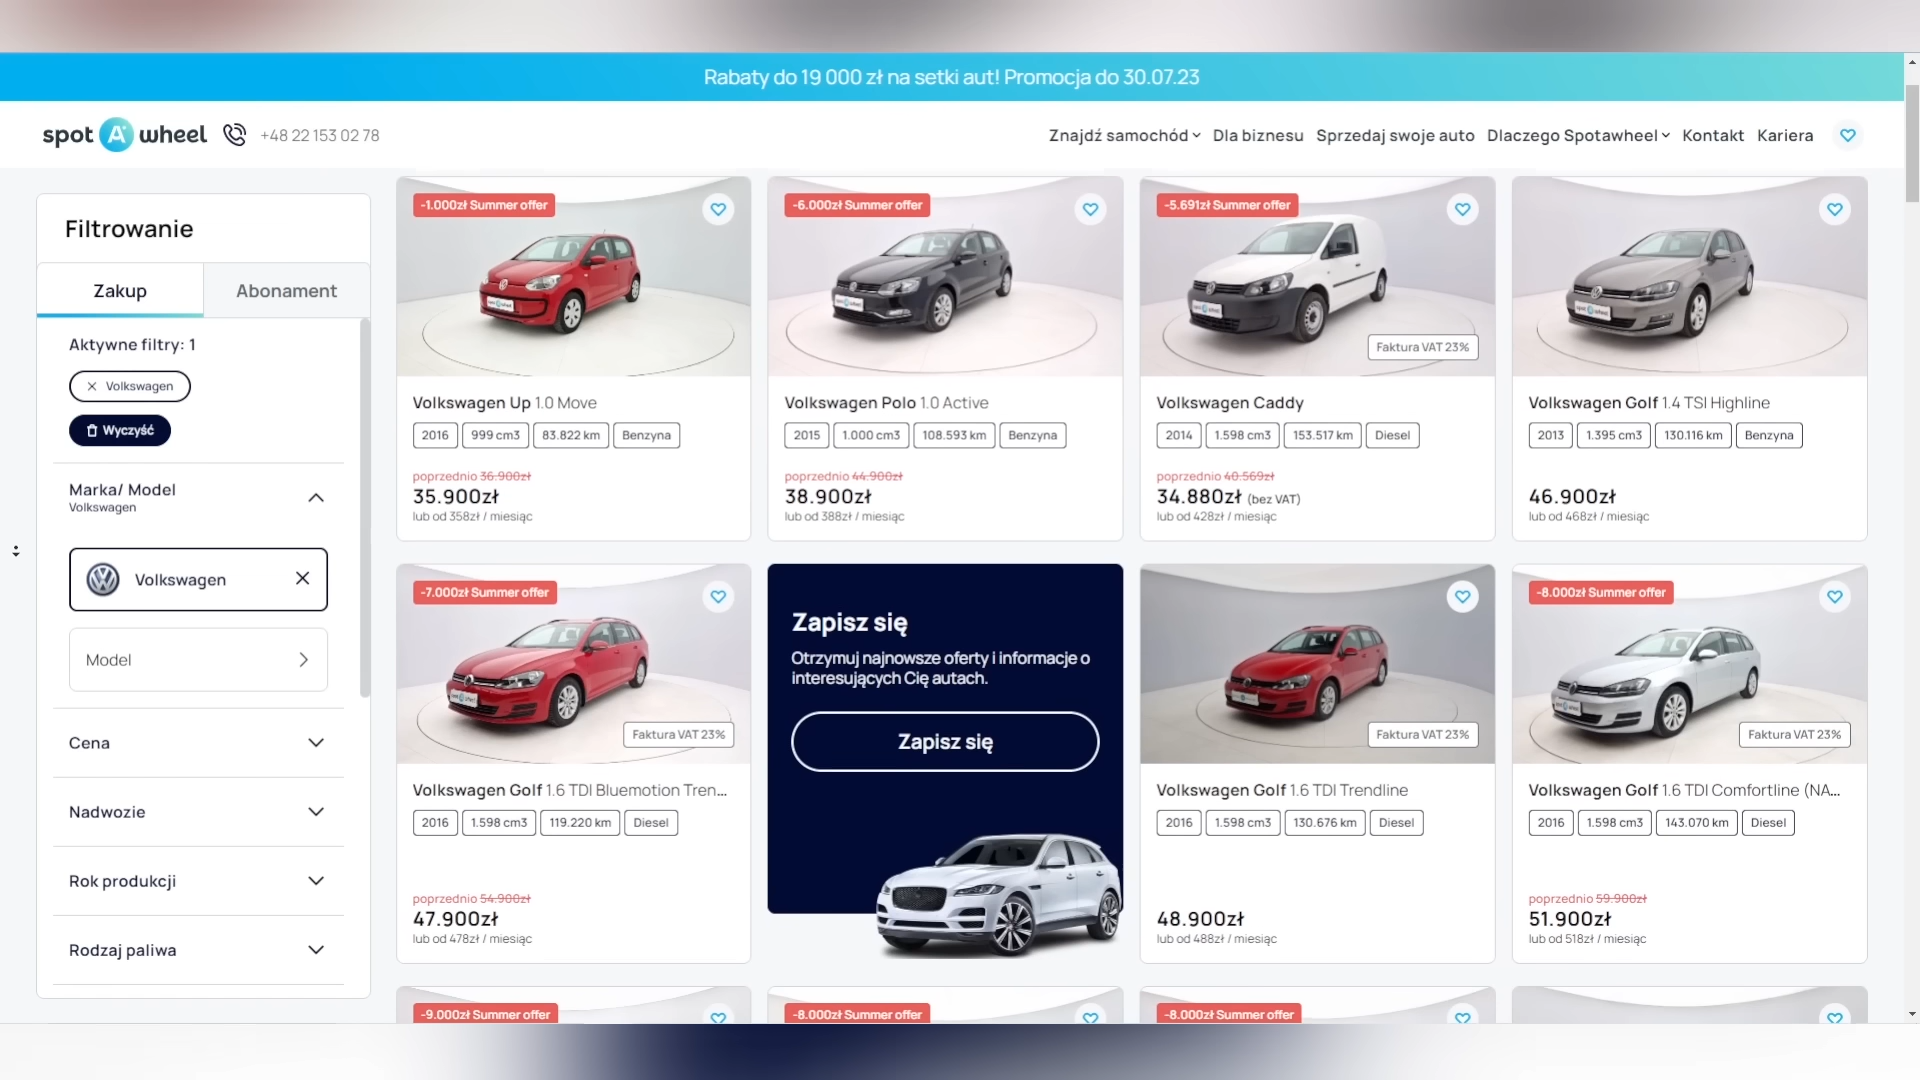 Rabaty do 19 000 zł na setki aut! Promocja do 30.07.23
spot A wheel
+48 22 153 02 78
Znajdź samochód
Dla biznesu
Sprzedaj swoje auto
Dlaczego Spotawheel
Kontakt
Kariera
Filtrowanie
Zakup
Abonament
Aktywne filtry: 1
Volkswagen
Wyczyść
Marka/ Model
Volkswagen
Volkswagen
Model
Cena
Nadwozie
Rok produkcji
Rodzaj paliwa
-1.000zł Summer offer
Volkswagen Up 1.0 Move
2016 999 cm3 83.822 km Benzyna
poprzednio 36.900zł
35.900zł
lub od 358zł / miesiąc
-6.000zł Summer offer
Volkswagen Polo 1.0 Active
2015 1.000 cm3 108.593 km Benzyna
poprzednio 44.900zł
38.900zł
lub od 388zł / miesiąc
-5.691zł Summer offer
Faktura VAT 23%
Volkswagen Caddy
2014 1.598 cm3 153.517 km Diesel
poprzednio 40.569zł
34.880zł (bez VAT)
lub od 428zł / miesiąc
Volkswagen Golf 1.4 TSI Highline
2013 1.395 cm3 130.116 km Benzyna
46.900zł
lub od 468zł / miesiąc
-7.000zł Summer offer
Faktura VAT 23%
Volkswagen Golf 1.6 TDI Bluemotion Tren...
2016 1.598 cm3 119.220 km Diesel
poprzednio 54.900zł
47.900zł
lub od 478zł / miesiąc
Zapisz się
Otrzymuj najnowsze oferty i informacje o
interesujących Cię autach.
Zapisz się
Faktura VAT 23%
Volkswagen Golf 1.6 TDI Trendline
2016 1.598 cm3 130.676 km Diesel
48.900zł
lub od 488zł / miesiąc
-8.000zł Summer offer
Faktura VAT 23%
Volkswagen Golf 1.6 TDI Comfortline (NA...
2016 1.598 cm3 143.070 km Diesel
poprzednio 59.900zł
51.900zł
lub od 518zł / miesiąc
-9.000zł Summer offer
-8.000zł Summer offer
-8.000zł Summer offer